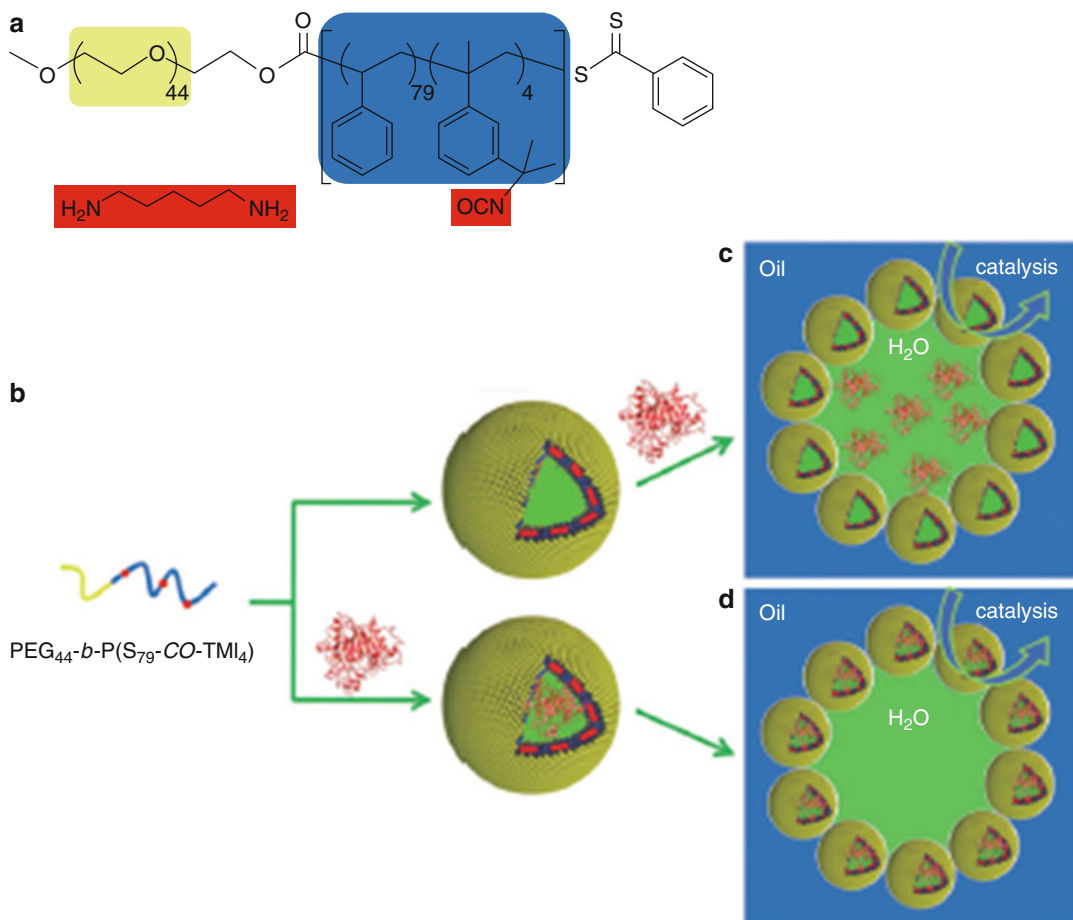 a
O
O
O
O
44
79
4
S
S
H₂N
NH₂
OCN
b
PEG₄₄-b-P(S₇₉-CO-TMI₄)
c
Oil
catalysis
H₂O
d
Oil
catalysis
H₂O